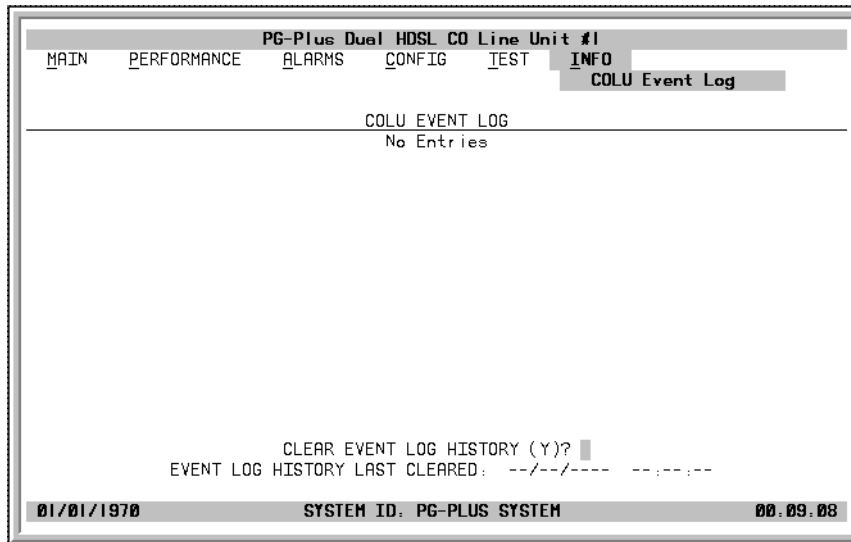 PG-Plus Dual HDSL CO Line Unit #1
MAIN PERFORMANCE ALARMS CONFIG TEST INFO
COLU Event Log
COLU EVENT LOG
No Entries
CLEAR EVENT LOG HISTORY (Y)?
EVENT LOG HISTORY LAST CLEARED: --/--/---- --:--:--
01/01/1970 SYSTEM ID: PG-PLUS SYSTEM 00:09:08